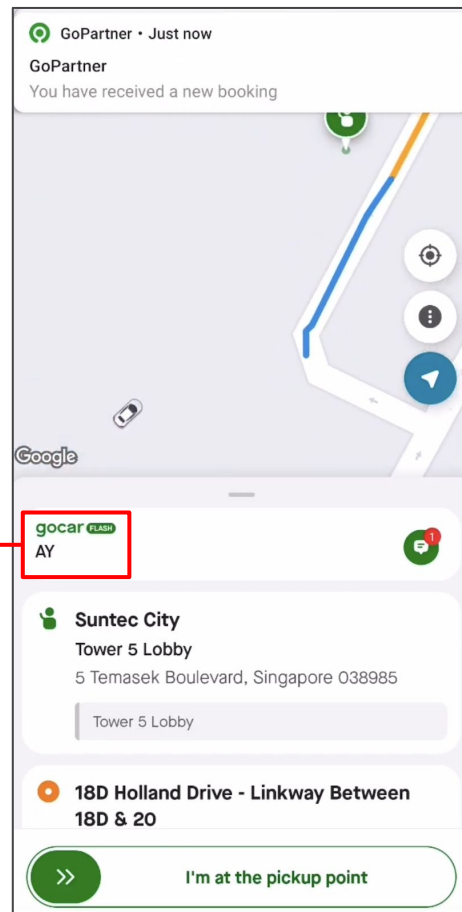 GoPartner • Just now
GoPartner
You have received a new booking
Google
gocar FLASH
AY
1
Suntec City
Tower 5 Lobby
5 Temasek Boulevard, Singapore 038985
Tower 5 Lobby
18D Holland Drive - Linkway Between
18D & 20
I'm at the pickup point